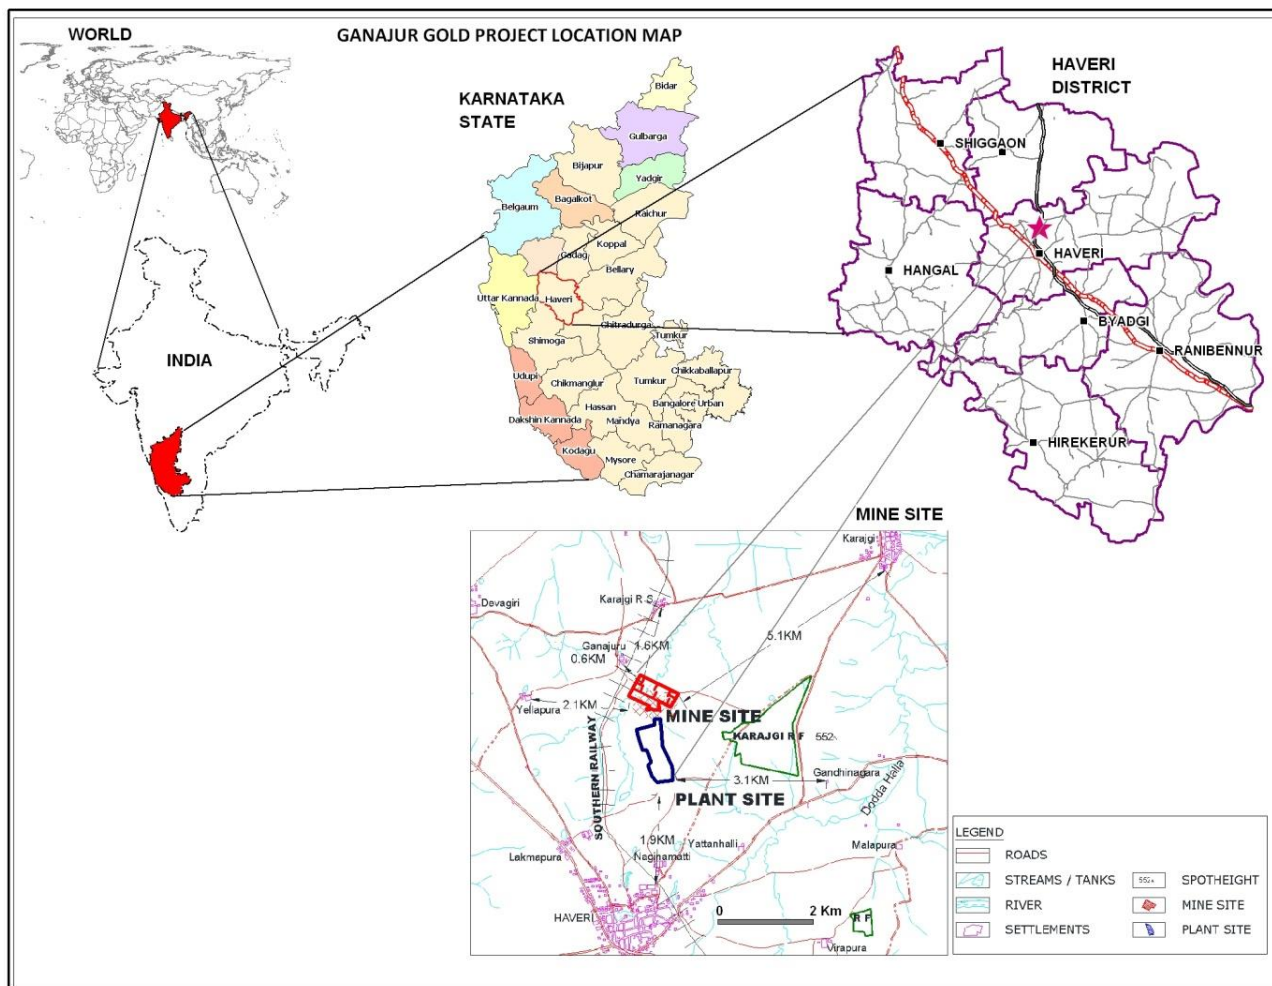 WORLD
GANAJUR GOLD PROJECT LOCATION MAP
INDIA
KARNATAKA
STATE
Bidar
Gulbarga
Bijapur
Yadgir
Belgaum
Bagalkot
Raichur
Koppal
Gadag
Bellary
Uttar Kannada
Haveri
Chitradurga
Shimoga
Tumkur
Udupi
Chikmanglur
Tumkur
Chikkaballapur
Hassan
Bangalore Urban
Dakshin Kannada
Mandya
Ramanagara
Kodagu
Mysore
Chamarajanagar
HAVERI
DISTRICT
SHIGGAON
HANGAL
HAVERI
BYADGI
RANIBENNUR
HIREKERUR
MINE SITE
Karajgi
Devagiri
Karajgi R S
5.1KM
Ganajuru
1.6KM
0.6KM
2.1KM
Yellapura
MINE SITE
KARAJGI R F
552
SOUTHERN RAILWAY
3.1KM
Gandhinagara
PLANT SITE
Dodda Halla
1.9KM
Yattanhalli
Malapura
Lakmapura
Naginamatti
HAVERI
0
2 Km
R F
Virapura
LEGEND
ROADS
STREAMS / TANKS
RIVER
SETTLEMENTS
SPOTHEIGHT
MINE SITE
PLANT SITE